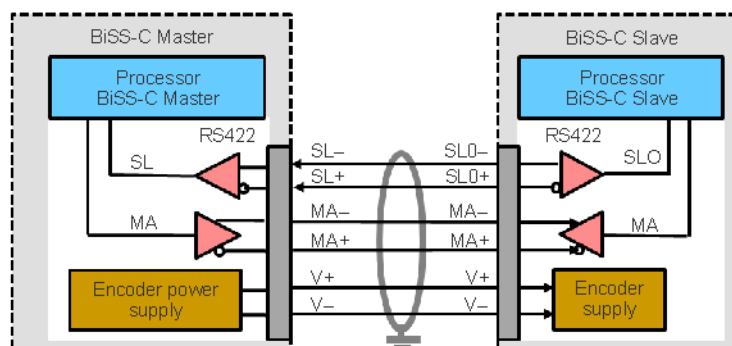 BiSS-C Master
BiSS-C Slave
Processor
BiSS-C Master
Processor
BiSS-C Slave
RS422
RS422
SL
SL–
SL0–
SLO
SL+
SL0+
MA
MA–
MA–
MA
MA+
MA+
V+
V+
Encoder power
supply
V–
V–
Encoder
supply